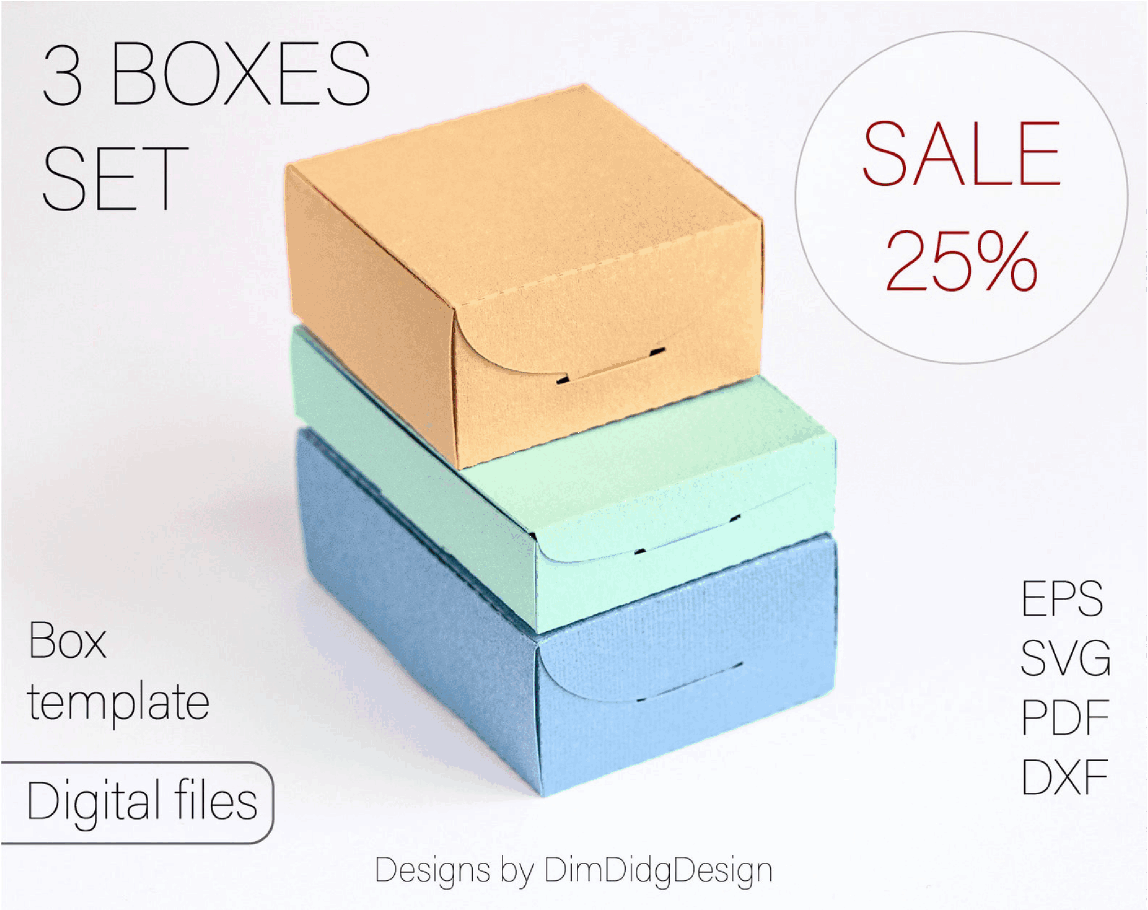 3 BOXES
SET
SALE
25%
Box
template
Digital files
EPS
SVG
PDF
DXF
Designs by DimDidgDesign